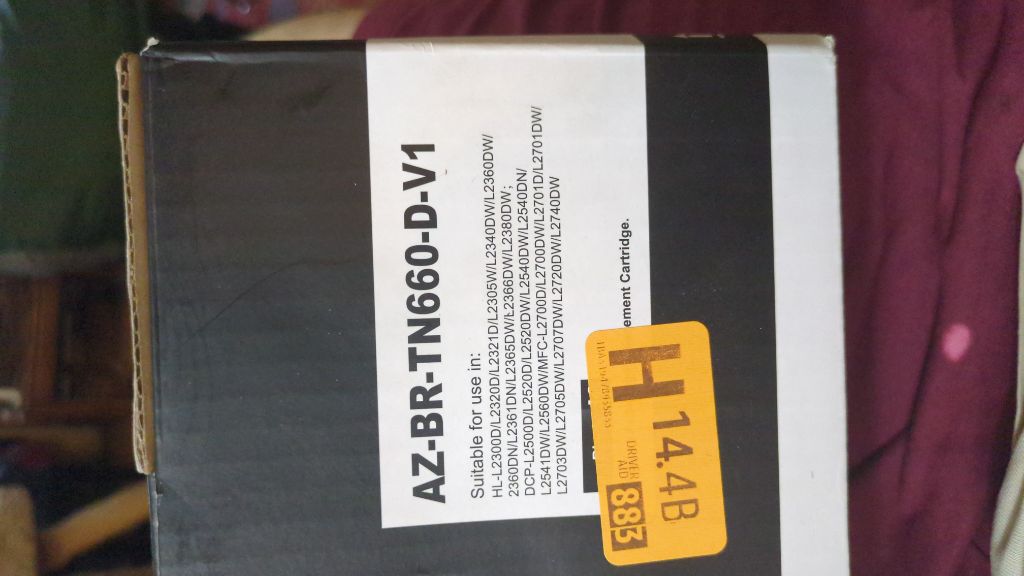 AZ-BR-TN660-D-V1
Suitable for use in:
HL-L2300D/L2320D/L2321D/L2305W/L2340DW/L2360DW/
2360DN/L2361DN/L2365DW/L2366DW/L2380DW;
DCP-L2500D/L2520D/L2520DW/L2540DW/L2540DN/
L2541DW/L2560DW/MFC-L2700D/L2700DW/L2701D/L2701DW/
L2703DW/L2705DW/L2707DW/L2720DW/L2740DW
ement Cartridge.
H
14.4B
DRIVER
AID
883